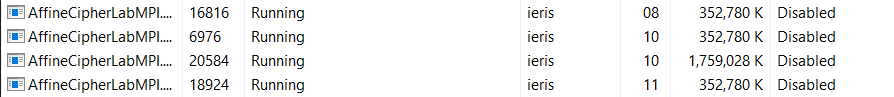 AffineCipherLabMPI.... 16816 Running ieris 08 352,780 K Disabled
AffineCipherLabMPI.... 6976 Running ieris 10 352,780 K Disabled
AffineCipherLabMPI.... 20584 Running ieris 10 1,759,028 K Disabled
AffineCipherLabMPI.... 18924 Running ieris 11 352,780 K Disabled